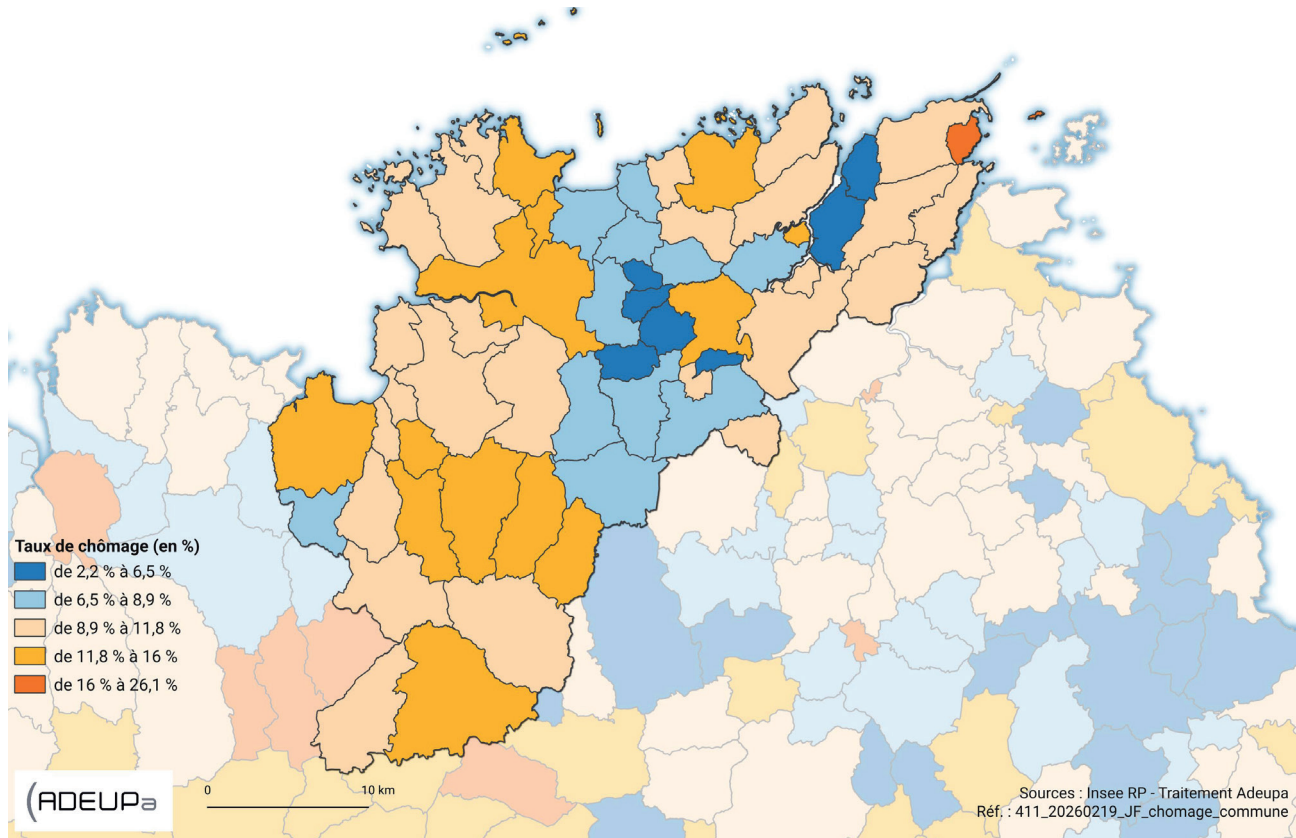 Taux de chômage (en %)
de 2,2 % à 6,5 %
de 6,5 % à 8,9 %
de 8,9 % à 11,8 %
de 11,8 % à 16 %
de 16 % à 26,1 %
(ADEUPa
0 10 km
Sources : Insee RP - Traitement Adeupa
Réf. : 411_20260219_JF_chomage_commune